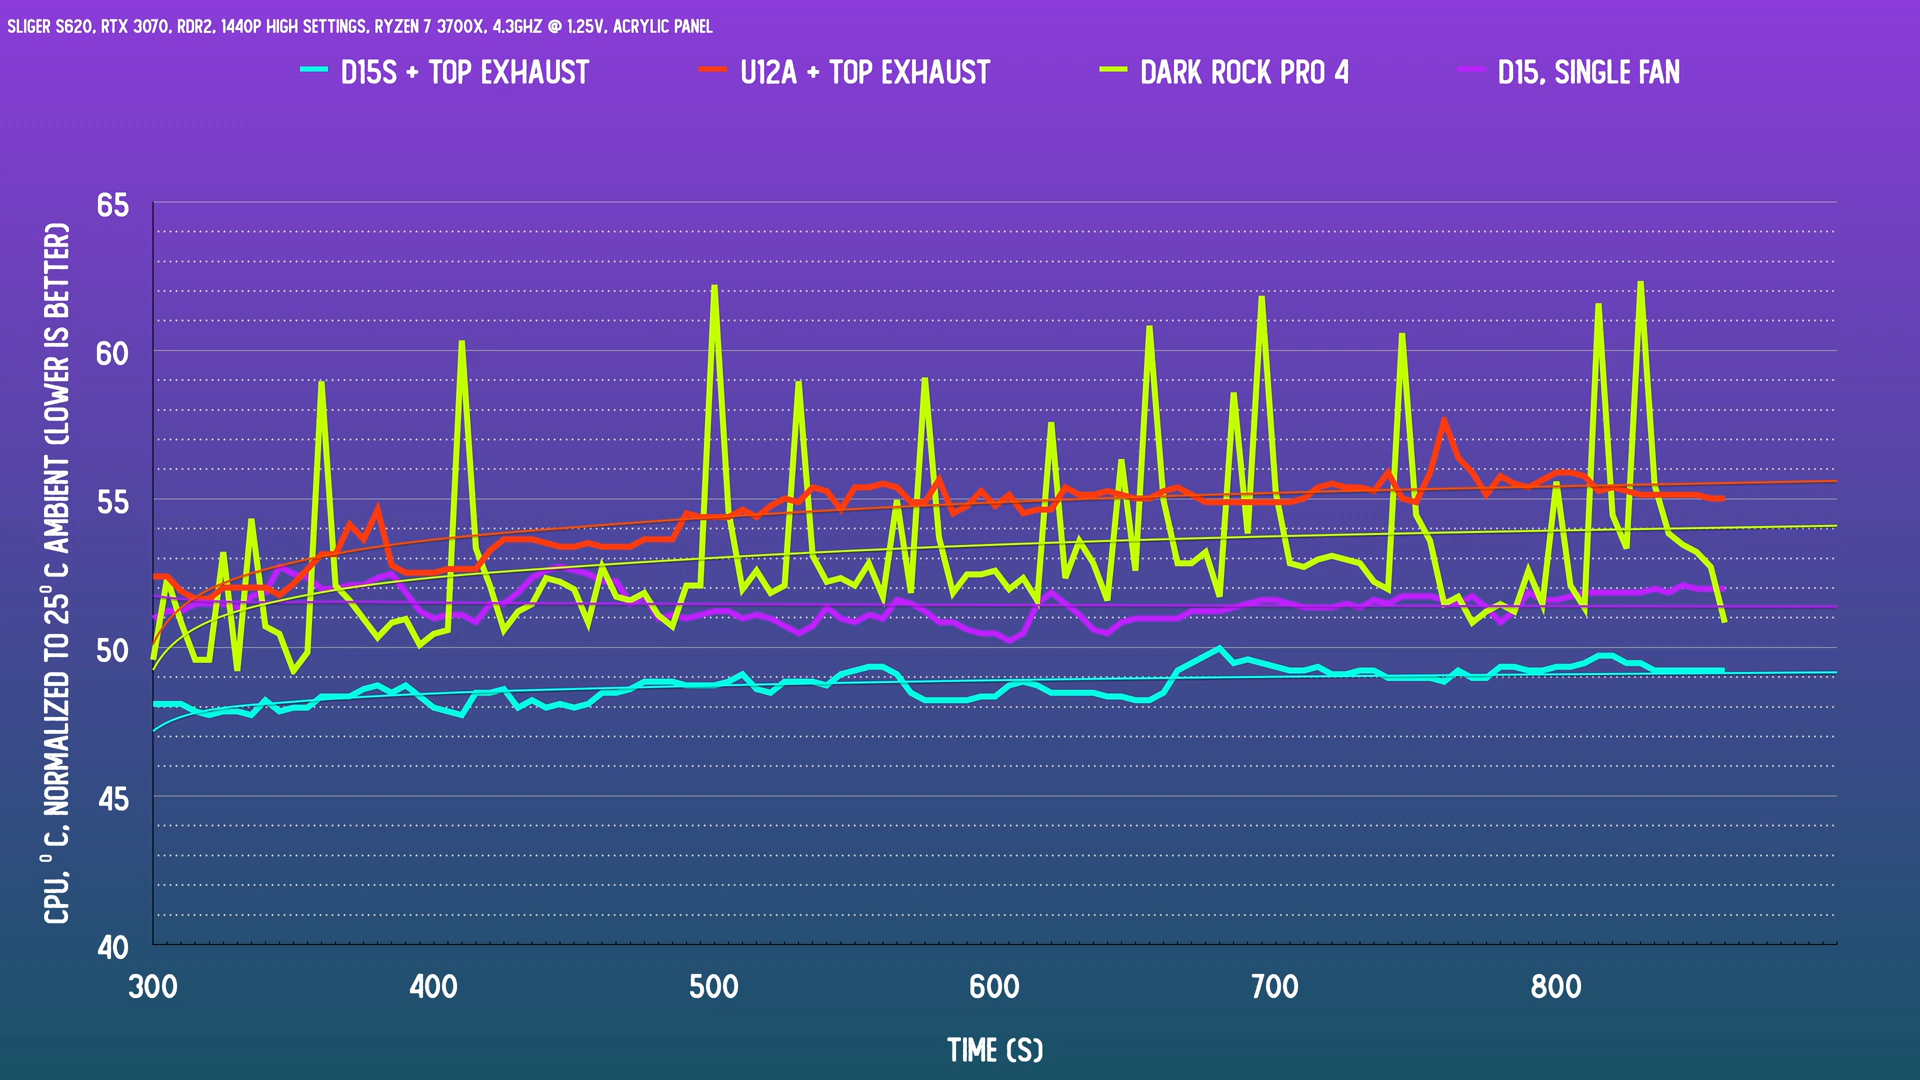 SLIGER S620, RTX 3070, RDR2, 1440P HIGH SETTINGS, RYZEN 7 3700X, 4.3GHZ @ 1.25V, ACRYLIC PANEL
D15S + TOP EXHAUST U12A + TOP EXHAUST DARK ROCK PRO 4 D15, SINGLE FAN
CPU, ⁰ C, NORMALIZED TO 25⁰ C AMBIENT (LOWER IS BETTER)
65
60
55
50
45
40
300 400 500 600 700 800
TIME (S)